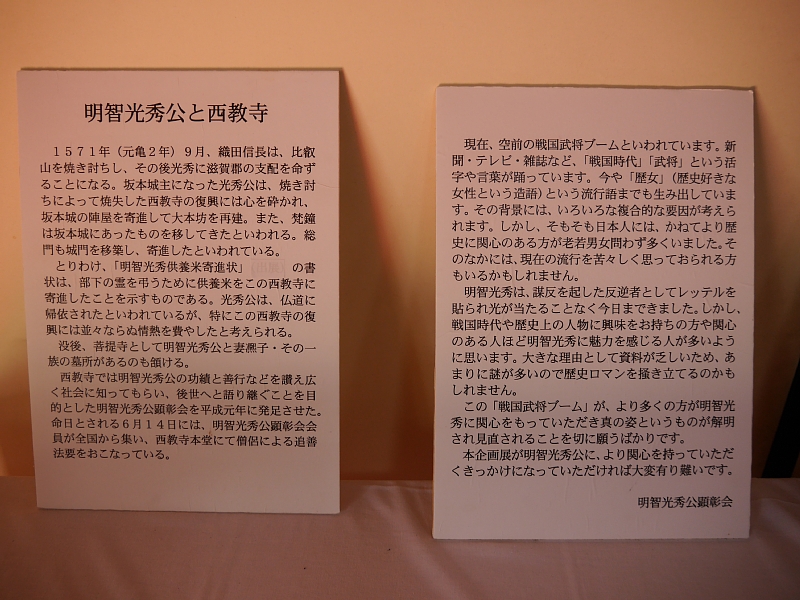 明智光秀公と西教寺
１５７１年（元亀２年）９月、織田信長は、比叡
山を焼き討ちし、その後光秀に滋賀郡の支配を命ず
ることになる。坂本城主になった光秀公は、焼き討
ちによって焼失した西教寺の復興には心を砕かれ、
坂本城の陣屋を寄進して大本坊を再建。また、梵鐘
は坂本城にあったものを移してきたといわれる。総
門も城門を移築し、寄進したといわれている。
とりわけ、「明智光秀供養米寄進状」 の書
状は、部下の霊を弔うために供養米をこの西教寺に
寄進したことを示すものである。光秀公は、仏道に
帰依されたといわれているが、特にこの西教寺の復
興には並々ならぬ情熱を費やしたと考えられる。
没後、菩提寺として明智光秀公と妻凞子・その一
族の墓所があるのも頷ける。
西教寺では明智光秀公の功績と善行などを讃え広
く社会に知ってもらい、後世へと語り継ぐことを目
的とした明智光秀公顕彰会を平成元年に発足させた。
命日とされる６月１４日には、明智光秀公顕彰会会
員が全国から集い、西教寺本堂にて僧侶による追善
法要をおこなっている。
現在、空前の戦国武将ブームといわれています。新
聞・テレビ・雑誌など、「戦国時代」「武将」という活
字や言葉が踊っています。今や「歴女」（歴史好きな
女性という造語）という流行語までも生み出していま
す。その背景には、いろいろな複合的な要因が考えら
れます。しかし、そもそも日本人には、かねてより歴
史に関心のある方が老若男女問わず多くいました。そ
のなかには、現在の流行を苦々しく思っておられる方
もいるかもしれません。
明智光秀は、謀反を起した反逆者としてレッテルを
貼られ光が当たることなく今日まできました。しかし、
戦国時代や歴史上の人物に興味をお持ちの方や関心
のある人ほど明智光秀に魅力を感じる人が多いよう
に思います。大きな理由として資料が乏しいため、あ
まりに謎が多いので歴史ロマンを掻き立てるのかも
しれません。
この「戦国武将ブーム」が、より多くの方が明智光
秀に関心をもっていただき真の姿というものが解明
され見直されることを切に願うばかりです。
本企画展が明智光秀公に、より関心を持っていただ
くきっかけになっていただければ大変有り難いです。
明智光秀公顕彰会